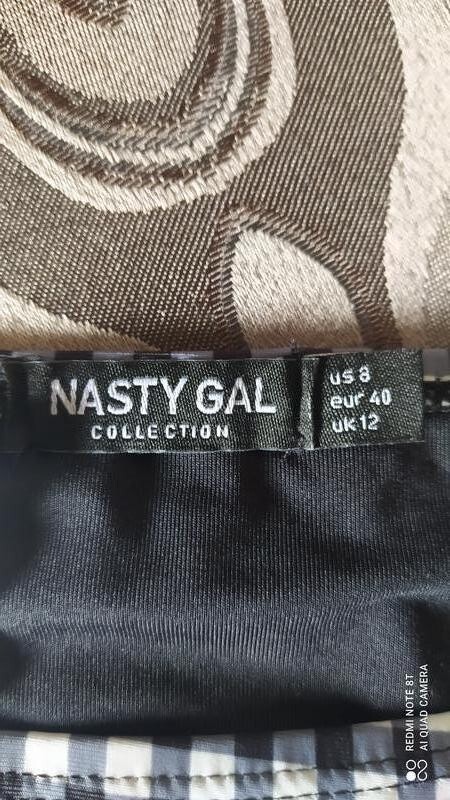 NASTY GAL
COLLECTION
us 8
eur 40
uk 12
REDMI NOTE 8T
AI QUAD CAMERA